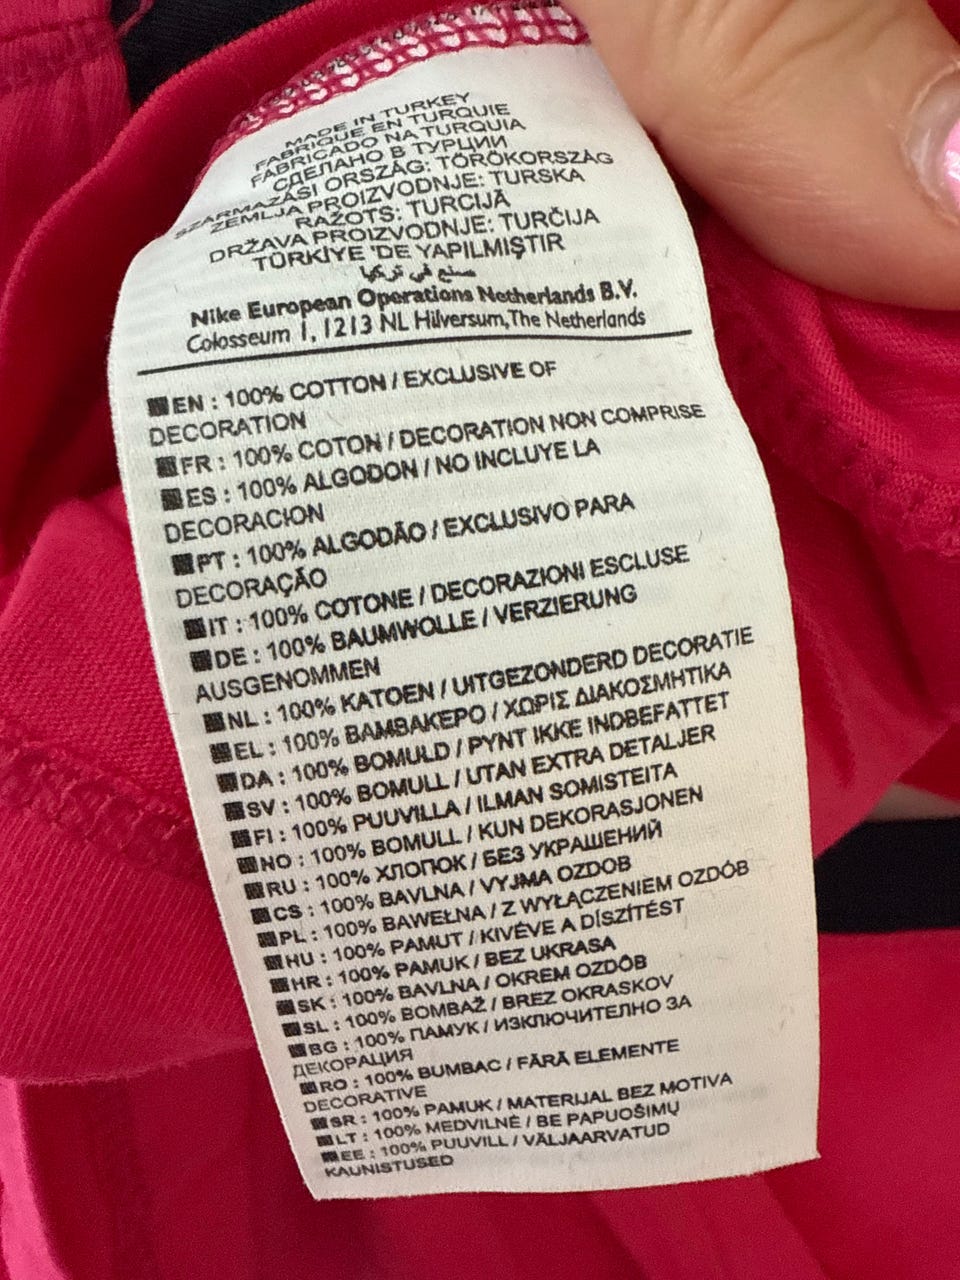 MADE IN TURKEY
FABRIQUE EN TURQUIE
FABRICADO NA TURQUIA
СДЕЛАНО В ТУРЦИИ
SZÁRMAZÁSI ORSZÁG: TÖRÖKORSZÁG
ZEMLJA PROIZVODNJE: TURSKA
RAŽOTS: TURCIJĀ
DRŽAVA PROIZVODNJE: TURČIJA
TÜRKİYE 'DE YAPILMIŞTIR
صنع في تركيا
Nike European Operations Netherlands B.V.
Colosseum 1, 1213 NL Hilversum, The Netherlands
EN : 100% COTTON / EXCLUSIVE OF
DECORATION
FR : 100% COTON / DECORATION NON COMPRISE
ES : 100% ALGODON / NO INCLUYE LA
DECORACION
PT : 100% ALGODÃO / EXCLUSIVO PARA
DECORAÇÃO
IT : 100% COTONE / DECORAZIONI ESCLUSE
DE : 100% BAUMWOLLE / VERZIERUNG
AUSGENOMMEN
NL : 100% KATOEN / UITGEZONDERD DECORATIE
EL : 100% ΒΑΜΒΑΚΕΡΟ / ΧΩΡΙΣ ΔΙΑΚΟΣΜΗΤΙΚΑ
DA : 100% BOMULD / PYNT IKKE INDBEFATTET
SV : 100% BOMULL / UTAN EXTRA DETALJER
FI : 100% PUUVILLA / ILMAN SOMISTEITA
NO : 100% BOMULL / KUN DEKORASJONEN
RU : 100% ХЛОПОК / БЕЗ УКРАШЕНИЙ
CS : 100% BAVLNA / VYJMA OZDOB
PL : 100% BAWEŁNA / Z WYŁĄCZENIEM OZDÓB
HU : 100% PAMUT / KIVÉVE A DÍSZÍTÉST
HR : 100% PAMUK / BEZ UKRASA
SK : 100% BAVLNA / OKREM OZDÔB
SL : 100% BOMBAŽ / BREZ OKRASKOV
BG : 100% ПАМУК / ИЗКЛЮЧИТЕЛНО ЗА
ДЕКОРАЦИЯ
RO : 100% BUMBAC / FĂRĂ ELEMENTE
DECORATIVE
SR : 100% PAMUK / MATERIJAL BEZ MOTIVA
LT : 100% MEDVILNĖ / BE PAPUOŠIMŲ
EE : 100% PUUVILL / VÄLJAARVATUD
KAUNISTUSED